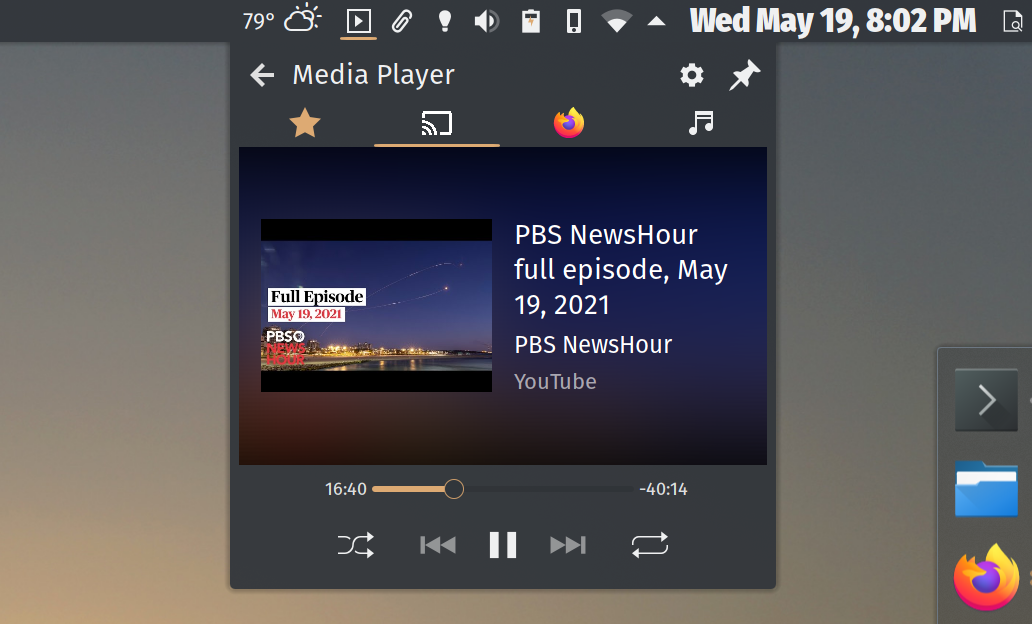 79°
Wed May 19, 8:02 PM
Media Player
Full Episode
May 19, 2021
PBS
NEWS
HOUR
PBS NewsHour
full episode, May
19, 2021
PBS NewsHour
YouTube
16:40
-40:14